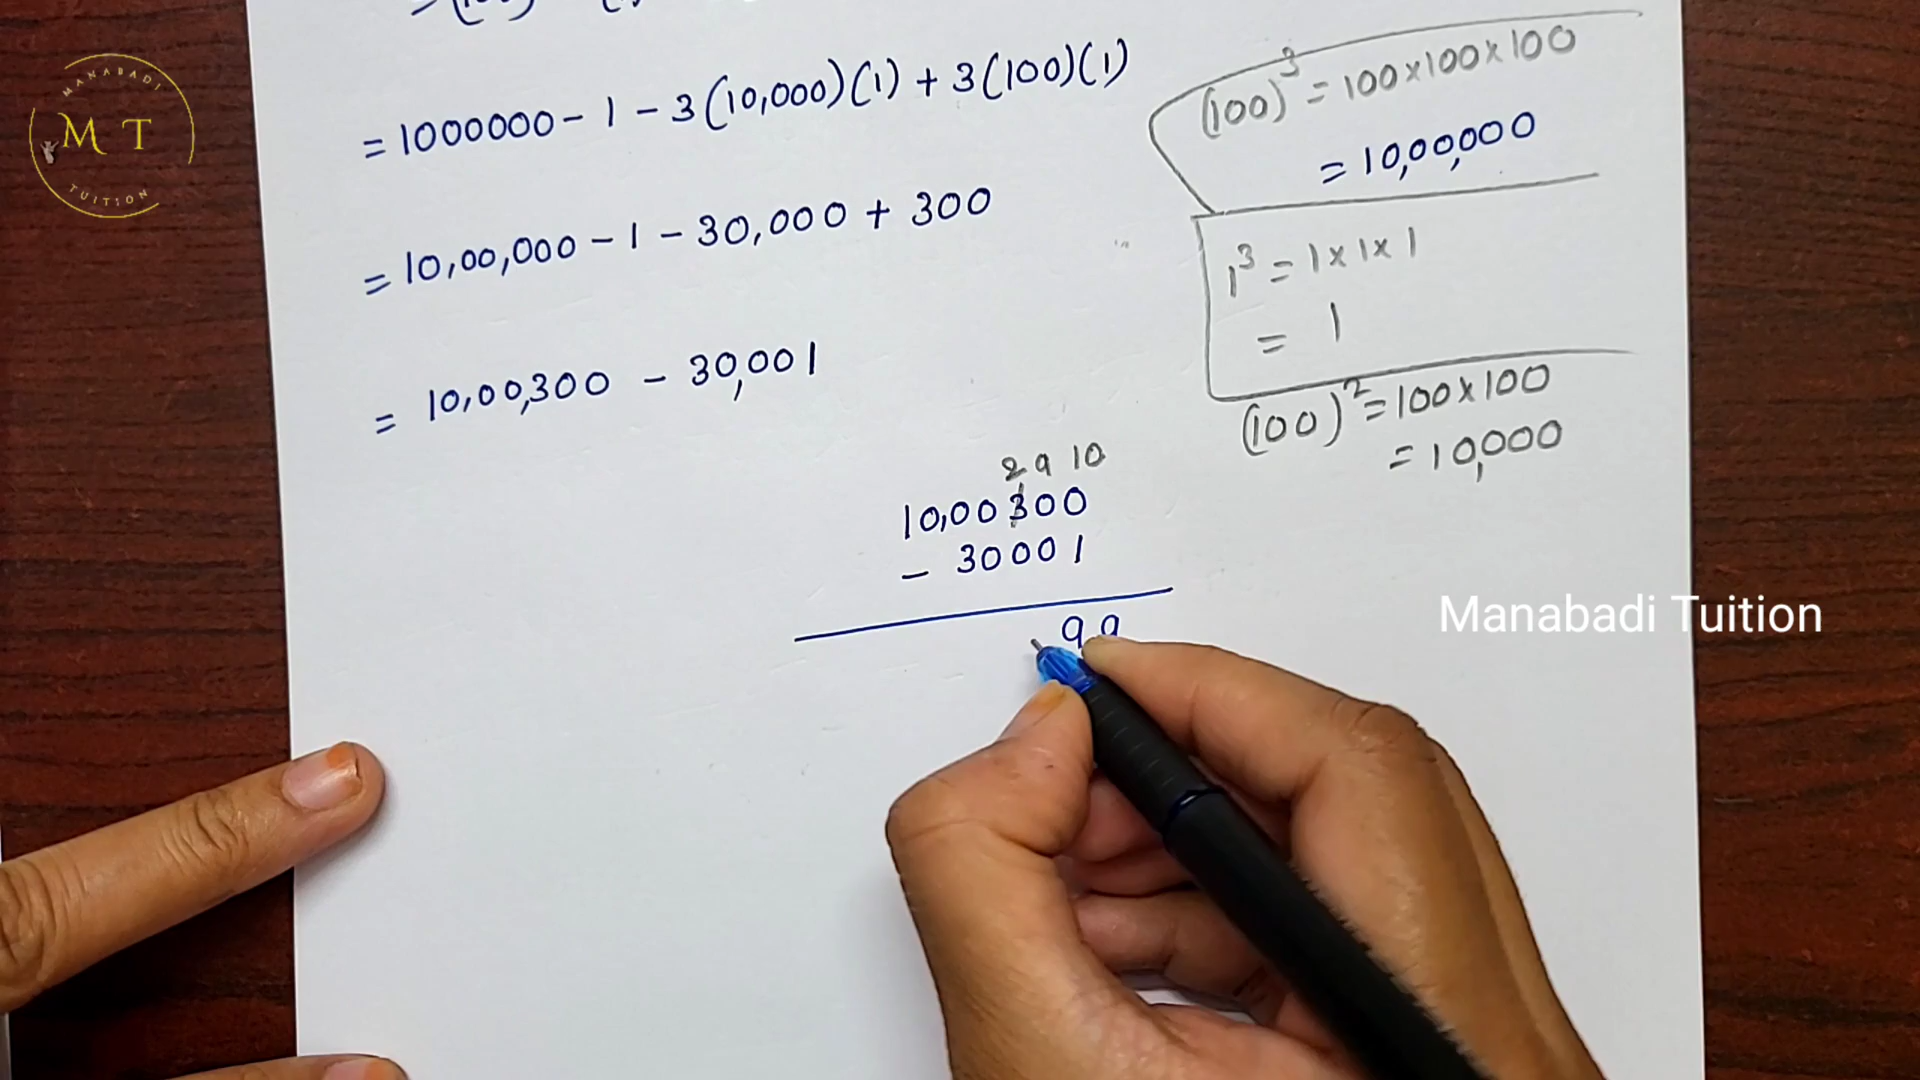 MANABADI
MT
TUITION
= 1000000 - 1 - 3(10,000)(1) + 3(100)(1)
= 10,00,000 - 1 - 30,000 + 300
= 10,00,300 - 30,001
2 9 10
10,00300
- 30001
99
(100)³ = 100×100×100
= 10,00,000
1³ = 1×1×1
= 1
(100)² = 100×100
= 10,000
Manabadi Tuition